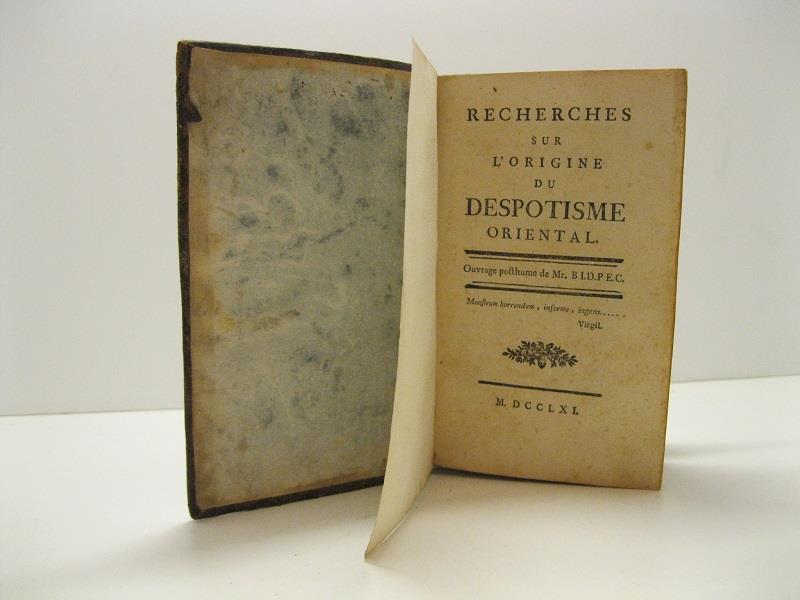 RECHERCHES
SUR
L'ORIGINE
DU
DESPOTISME
ORIENTAL.
Ouvrage posthume de Mr. B I.D.P.E.C.
Monstrum horrendum, informe, ingens.....
Virgil.
M. DCCLXI.